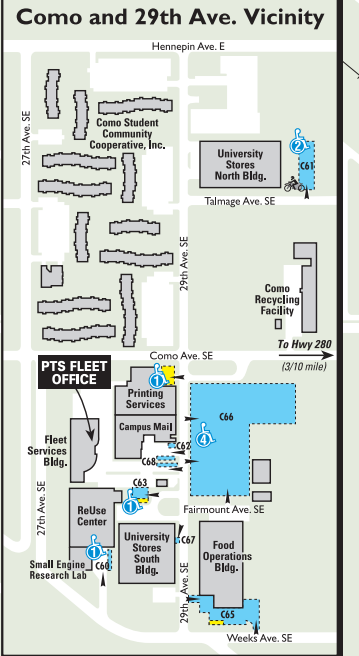 Como and 29th Ave. Vicinity
Hennepin Ave. E
27th Ave. SE
Como Student
Community
Cooperative, Inc.
University
Stores
North Bldg.
2
C61
Talmage Ave. SE
29th Ave. SE
Como
Recycling
Facility
To Hwy 280
(3/10 mile)
Como Ave. SE
PTS FLEET
OFFICE
1
Printing
Services
Campus Mail
C66
C62
4
C68
Fleet
Services
Bldg.
C63
1
27th Ave. SE
ReUse
Center
Fairmount Ave. SE
University
Stores
South
Bldg.
C67
Food
Operations
Bldg.
1
Small Engine
Research Lab
C60
29th Ave. SE
C65
Weeks Ave. SE